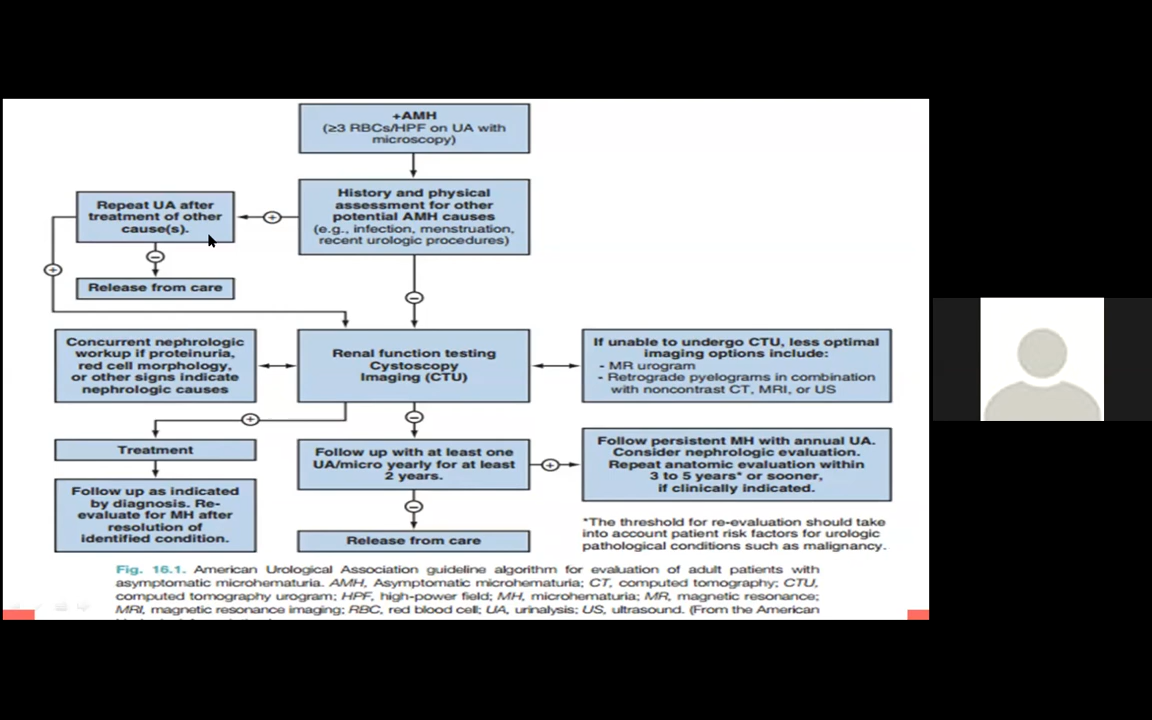 +AMH
(≥3 RBCs/HPF on UA with
microscopy)
History and physical
assessment for other
potential AMH causes
(e.g., infection, menstruation,
recent urologic procedures)
+
Repeat UA after
treatment of other
cause(s).
−
Release from care
+
−
Concurrent nephrologic
workup if proteinuria,
red cell morphology,
or other signs indicate
nephrologic causes
Renal function testing
Cystoscopy
Imaging (CTU)
If unable to undergo CTU, less optimal
imaging options include:
- MR urogram
- Retrograde pyelograms in combination
with noncontrast CT, MRI, or US
+
−
Treatment
Follow up as indicated
by diagnosis. Re-
evaluate for MH after
resolution of
identified condition.
Follow up with at least one
UA/micro yearly for at least
2 years.
+
−
Release from care
Follow persistent MH with annual UA.
Consider nephrologic evaluation.
Repeat anatomic evaluation within
3 to 5 years* or sooner,
if clinically indicated.
*The threshold for re-evaluation should take
into account patient risk factors for urologic
pathological conditions such as malignancy.
Fig. 16.1. American Urological Association guideline algorithm for evaluation of adult patients with
asymptomatic microhematuria. AMH, Asymptomatic microhematuria; CT, computed tomography; CTU,
computed tomography urogram; HPF, high-power field; MH, microhematuria; MR, magnetic resonance;
MRI, magnetic resonance imaging; RBC, red blood cell; UA, urinalysis; US, ultrasound. (From the American